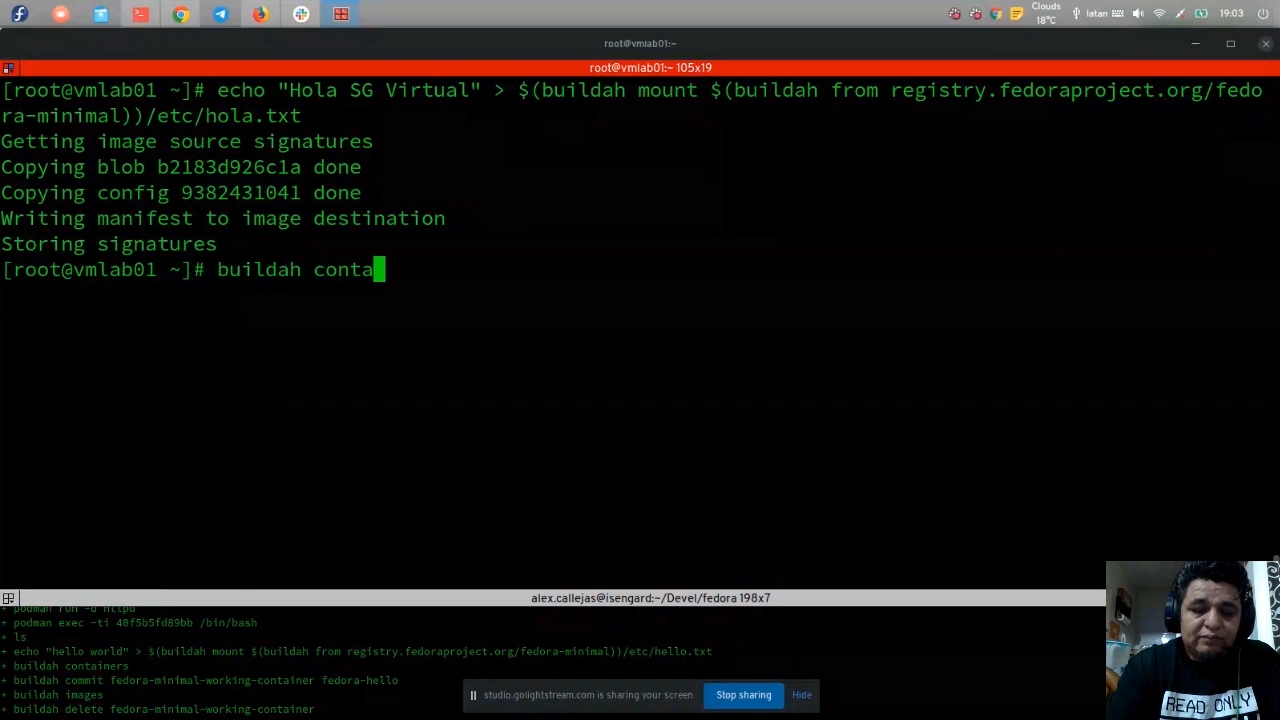 Clouds
18°C
latan
19:03
root@vmlab01:~
root@vmlab01:~ 105x19
[root@vmlab01 ~]# echo "Hola SG Virtual" > $(buildah mount $(buildah from registry.fedoraproject.org/fedo
ra-minimal))/etc/hola.txt
Getting image source signatures
Copying blob b2183d926c1a done
Copying config 9382431041 done
Writing manifest to image destination
Storing signatures
[root@vmlab01 ~]# buildah conta
alex.callejas@isengard:~/Devel/fedora 198x7
+ podman run -d httpd
+ podman exec -ti 40f5b5fd89bb /bin/bash
+ ls
+ echo "hello world" > $(buildah mount $(buildah from registry.fedoraproject.org/fedora-minimal))/etc/hello.txt
+ buildah containers
+ buildah commit fedora-minimal-working-container fedora-hello
+ buildah images
+ buildah delete fedora-minimal-working-container
studio.golightstream.com is sharing your screen.
Stop sharing
Hide
READ ONLY